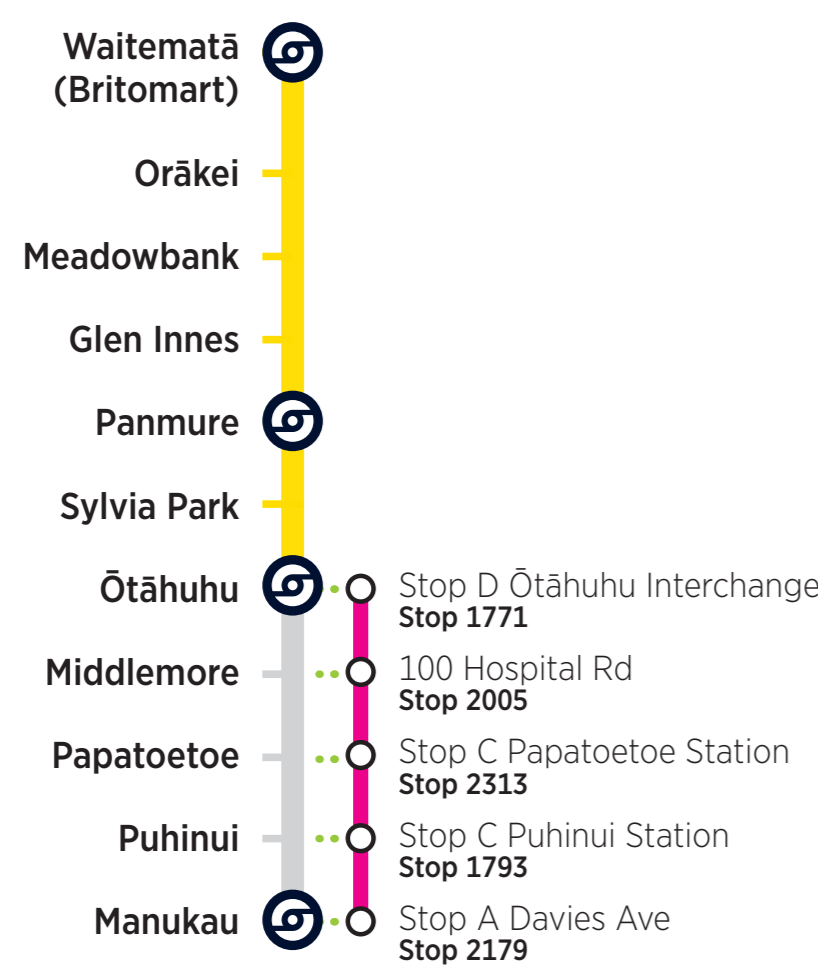 Waitematā
(Britomart)
Orākei
Meadowbank
Glen Innes
Panmure
Sylvia Park
Ōtāhuhu
Stop D Ōtāhuhu Interchange
Stop 1771
Middlemore
100 Hospital Rd
Stop 2005
Papatoetoe
Stop C Papatoetoe Station
Stop 2313
Puhinui
Stop C Puhinui Station
Stop 1793
Manukau
Stop A Davies Ave
Stop 2179